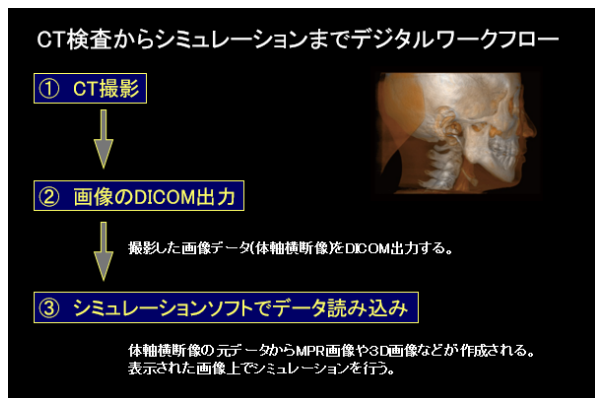 CT検査からシミュレーションまでデジタルワークフロー
① CT撮影
② 画像のDICOM出力
撮影した画像データ(体軸横断像)をDICOM出力する。
③ シミュレーションソフトでデータ読み込み
体軸横断像の元データからMPR画像や3D画像などが作成される。
表示された画像上でシミュレーションを行う。